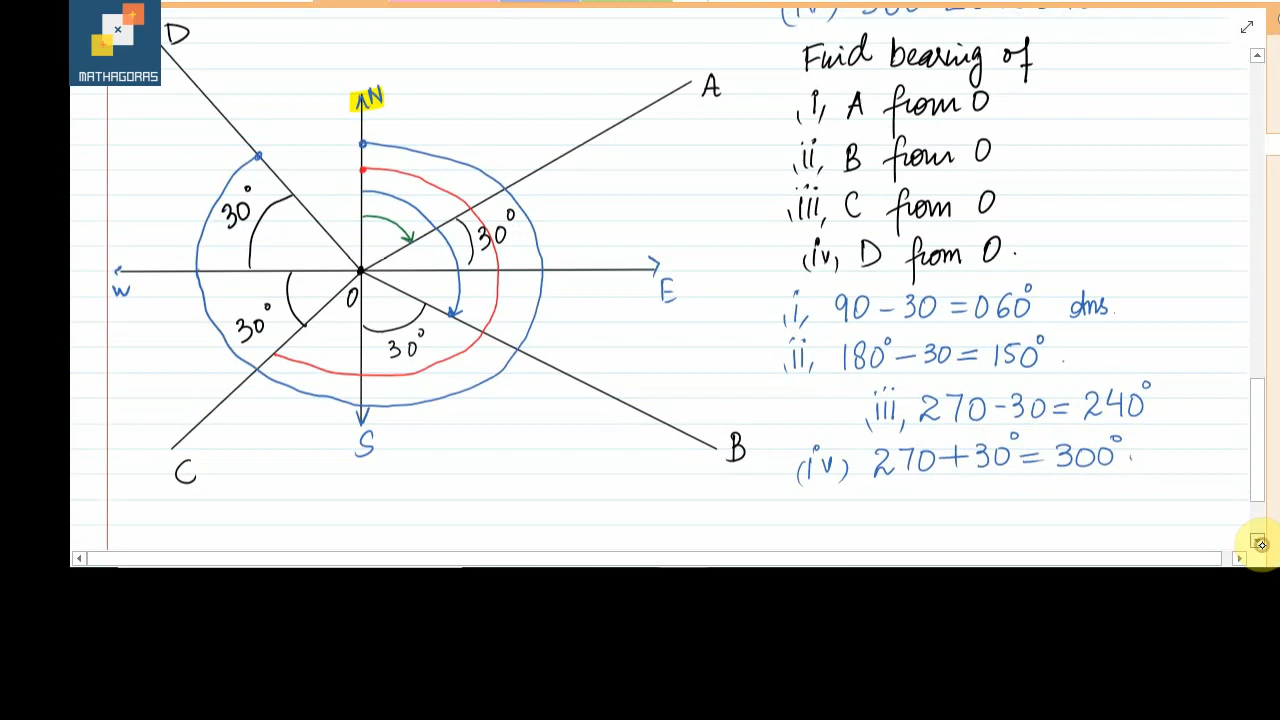 MATHAGORAS
D
N
A
30°
30°
W
E
O
30°
30°
S
C
B
Find bearing of
i, A from O
ii, B from O
iii, C from O
(iv, D from O.
i, 90 - 30 = 060° dns.
ii, 180° - 30 = 150°.
iii, 270 - 30 = 240°
(iv) 270 + 30° = 300°.